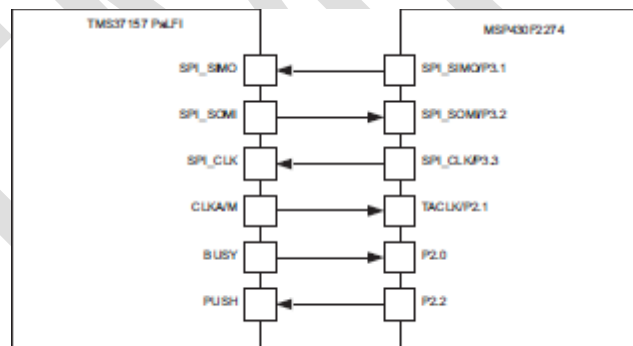 TMS37157 PaLFI
MSP430F2274
SPI_SIMO
SPI_SIMO/P3.1
SPI_SOMI
SPI_SOMI/P3.2
SPI_CLK
SPI_CLK/P3.3
CLKA/M
TACLK/P2.1
BUSY
P2.0
PUSH
P2.2